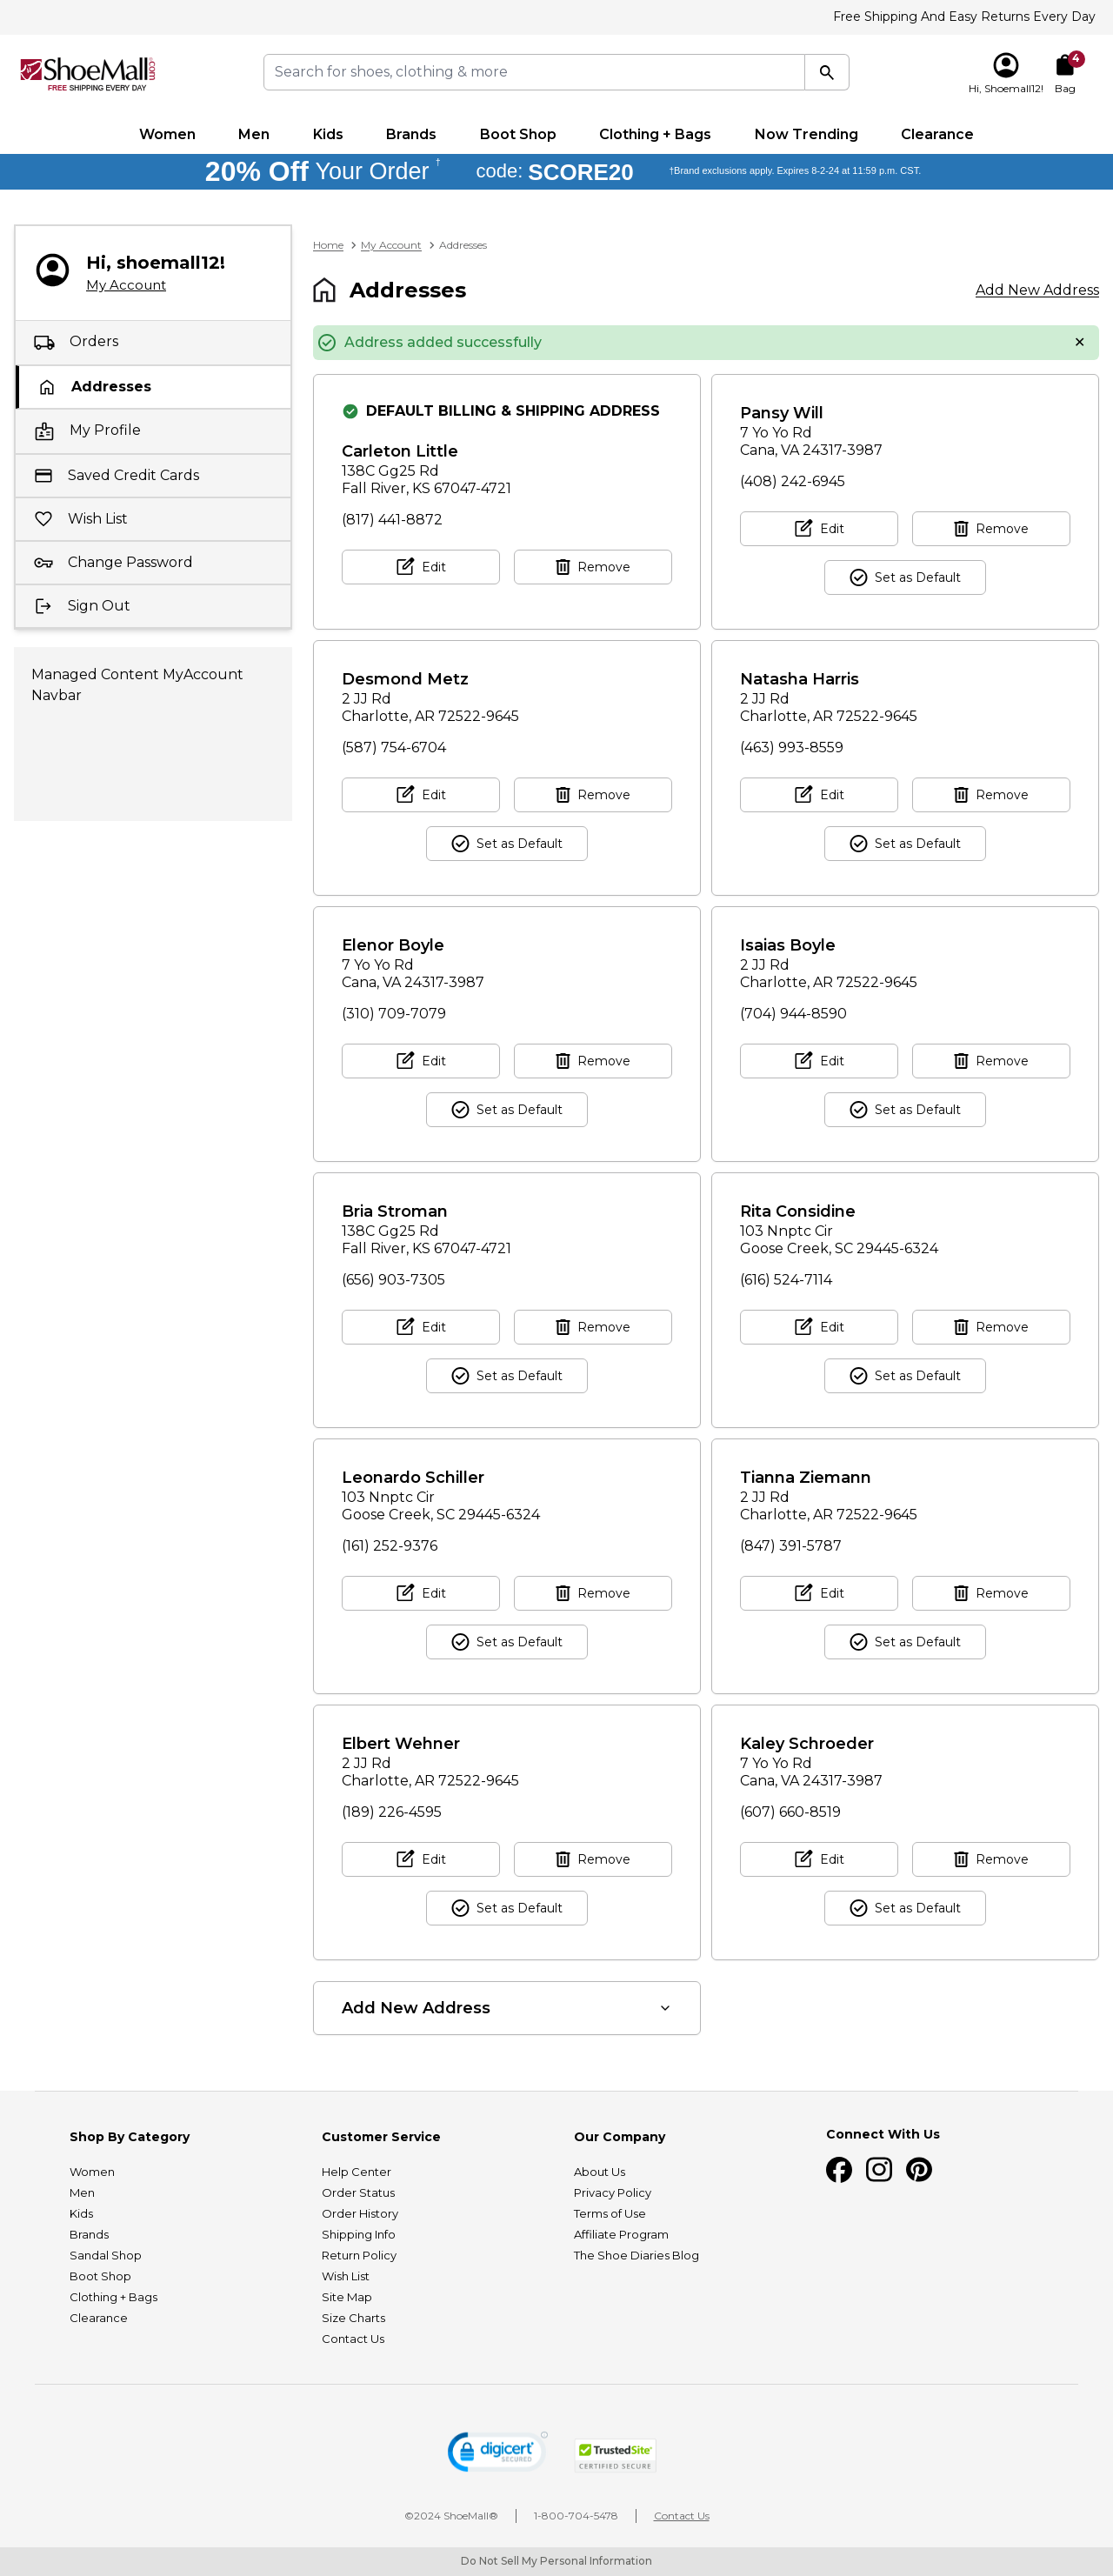 Free Shipping And Easy Returns Every Day
ShoeMall.com
FREE SHIPPING EVERY DAY
Search for shoes, clothing & more
4
Hi, Shoemall12!
Bag
Women Men Kids Brands Boot Shop Clothing + Bags Now Trending Clearance
20% Off Your Order † code: SCORE20 †Brand exclusions apply. Expires 8-2-24 at 11:59 p.m. CST.
Hi, shoemall12!
My Account
Orders
Addresses
My Profile
Saved Credit Cards
Wish List
Change Password
Sign Out
Managed Content MyAccount
Navbar
Home > My Account > Addresses
Addresses
Add New Address
Address added successfully
DEFAULT BILLING & SHIPPING ADDRESS
Carleton Little
138C Gg25 Rd
Fall River, KS 67047-4721
(817) 441-8872
Edit Remove
Pansy Will
7 Yo Yo Rd
Cana, VA 24317-3987
(408) 242-6945
Edit Remove
Set as Default
Desmond Metz
2 JJ Rd
Charlotte, AR 72522-9645
(587) 754-6704
Edit Remove
Set as Default
Natasha Harris
2 JJ Rd
Charlotte, AR 72522-9645
(463) 993-8559
Edit Remove
Set as Default
Elenor Boyle
7 Yo Yo Rd
Cana, VA 24317-3987
(310) 709-7079
Edit Remove
Set as Default
Isaias Boyle
2 JJ Rd
Charlotte, AR 72522-9645
(704) 944-8590
Edit Remove
Set as Default
Bria Stroman
138C Gg25 Rd
Fall River, KS 67047-4721
(656) 903-7305
Edit Remove
Set as Default
Rita Considine
103 Nnptc Cir
Goose Creek, SC 29445-6324
(616) 524-7114
Edit Remove
Set as Default
Leonardo Schiller
103 Nnptc Cir
Goose Creek, SC 29445-6324
(161) 252-9376
Edit Remove
Set as Default
Tianna Ziemann
2 JJ Rd
Charlotte, AR 72522-9645
(847) 391-5787
Edit Remove
Set as Default
Elbert Wehner
2 JJ Rd
Charlotte, AR 72522-9645
(189) 226-4595
Edit Remove
Set as Default
Kaley Schroeder
7 Yo Yo Rd
Cana, VA 24317-3987
(607) 660-8519
Edit Remove
Set as Default
Add New Address
Shop By Category
Women
Men
Kids
Brands
Sandal Shop
Boot Shop
Clothing + Bags
Clearance
Customer Service
Help Center
Order Status
Order History
Shipping Info
Return Policy
Wish List
Site Map
Size Charts
Contact Us
Our Company
About Us
Privacy Policy
Terms of Use
Affiliate Program
The Shoe Diaries Blog
Connect With Us
digicert
SECURED
TrustedSite
CERTIFIED SECURE
©2024 ShoeMall® | 1-800-704-5478 | Contact Us
Do Not Sell My Personal Information